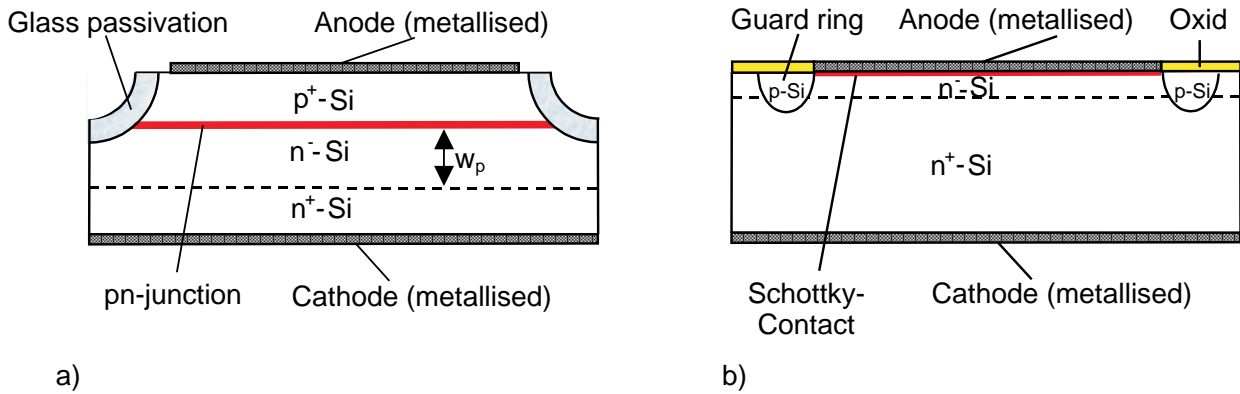 Glass passivation
Anode (metallised)
p+-Si
n--Si
wp
n+-Si
pn-junction
Cathode (metallised)
a)
Guard ring
Anode (metallised)
Oxid
p-Si
n--Si
p-Si
n+-Si
Schottky-
Contact
Cathode (metallised)
b)